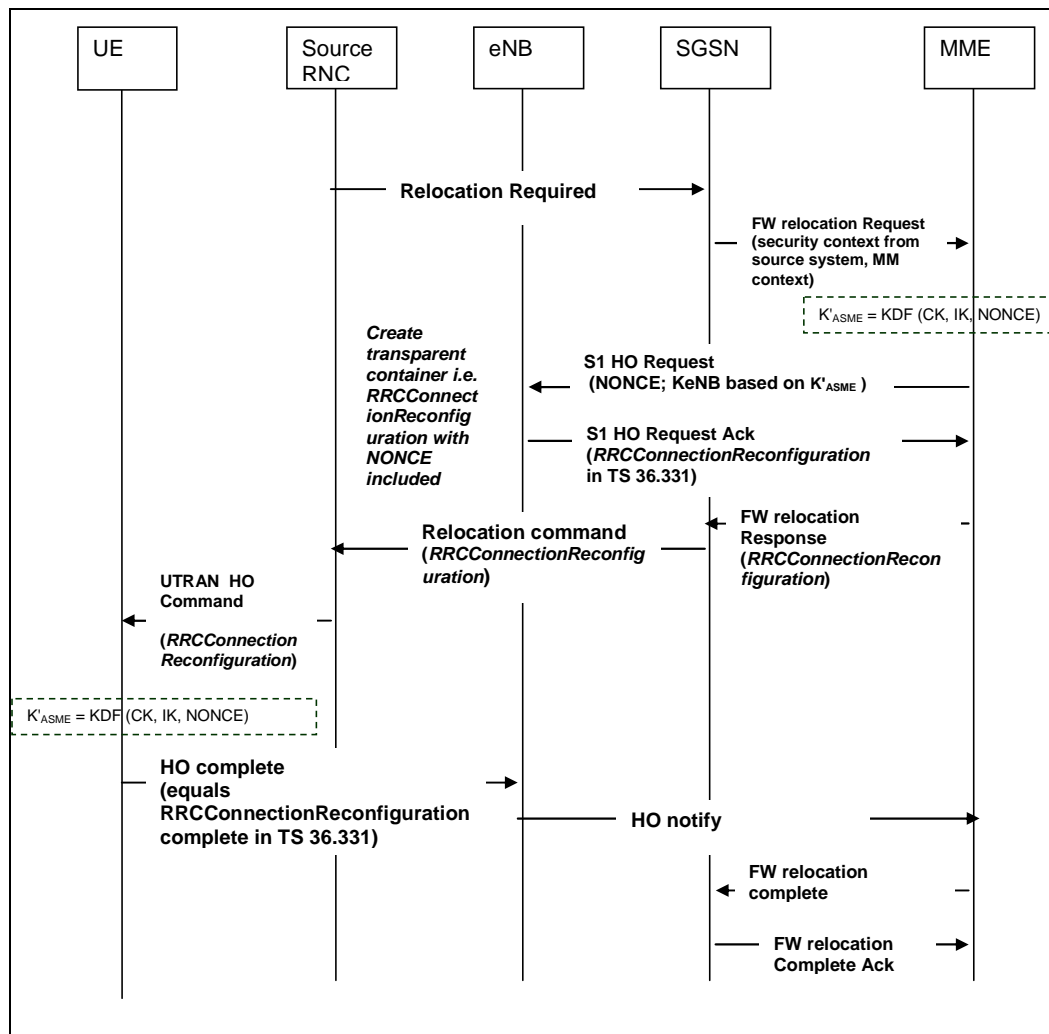 UE
Source
RNC
eNB
SGSN
MME
Relocation Required
FW relocation Request
(security context from
source system, MM
context)
K'ASME = KDF (CK, IK, NONCE)
Create
transparent
container i.e.
RRCConnect
ionReconfig
uration with
NONCE
included
S1 HO Request
(NONCE; KeNB based on K'ASME )
S1 HO Request Ack
(RRCConnectionReconfiguration
in TS 36.331)
FW relocation
Response
(RRCConnectionRecon
figuration)
Relocation command
(RRCConnectionReconfig
uration)
UTRAN HO
Command
(RRCConnection
Reconfiguration)
K'ASME = KDF (CK, IK, NONCE)
HO complete
(equals
RRCConnectionReconfiguration
complete in TS 36.331)
HO notify
FW relocation
complete
FW relocation
Complete Ack